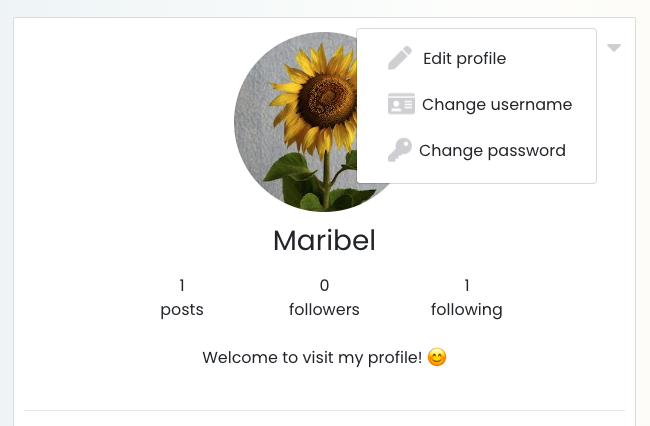 Edit profile
Change username
Change password
Maribel
1 0 1
posts followers following
Welcome to visit my profile! 😊